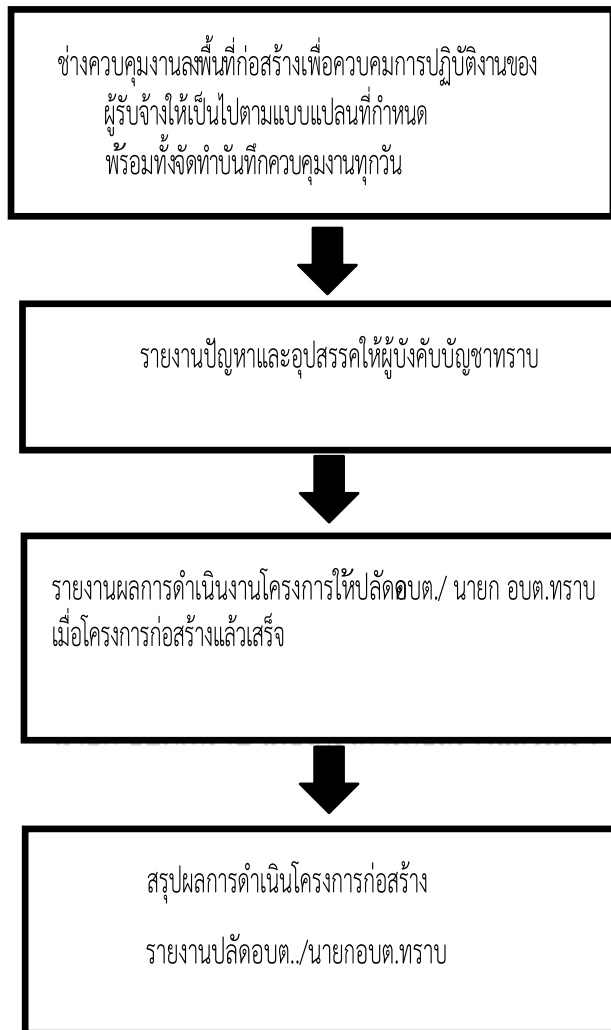 ช่างควบคุมงานลงพื้นที่ก่อสร้างเพื่อควบคมการปฏิบัติงานของ
ผู้รับจ้างให้เป็นไปตามแบบแปลนที่กำหนด
พร้อมทั้งจัดทำบันทึกควบคุมงานทุกวัน
รายงานปัญหาและอุปสรรคให้ผู้บังคับบัญชาทราบ
รายงานผลการดำเนินงานโครงการให้ปลัดอบต./ นายก อบต.ทราบ
เมื่อโครงการก่อสร้างแล้วเสร็จ
สรุปผลการดำเนินโครงการก่อสร้าง
รายงานปลัดอบต../นายกอบต.ทราบ